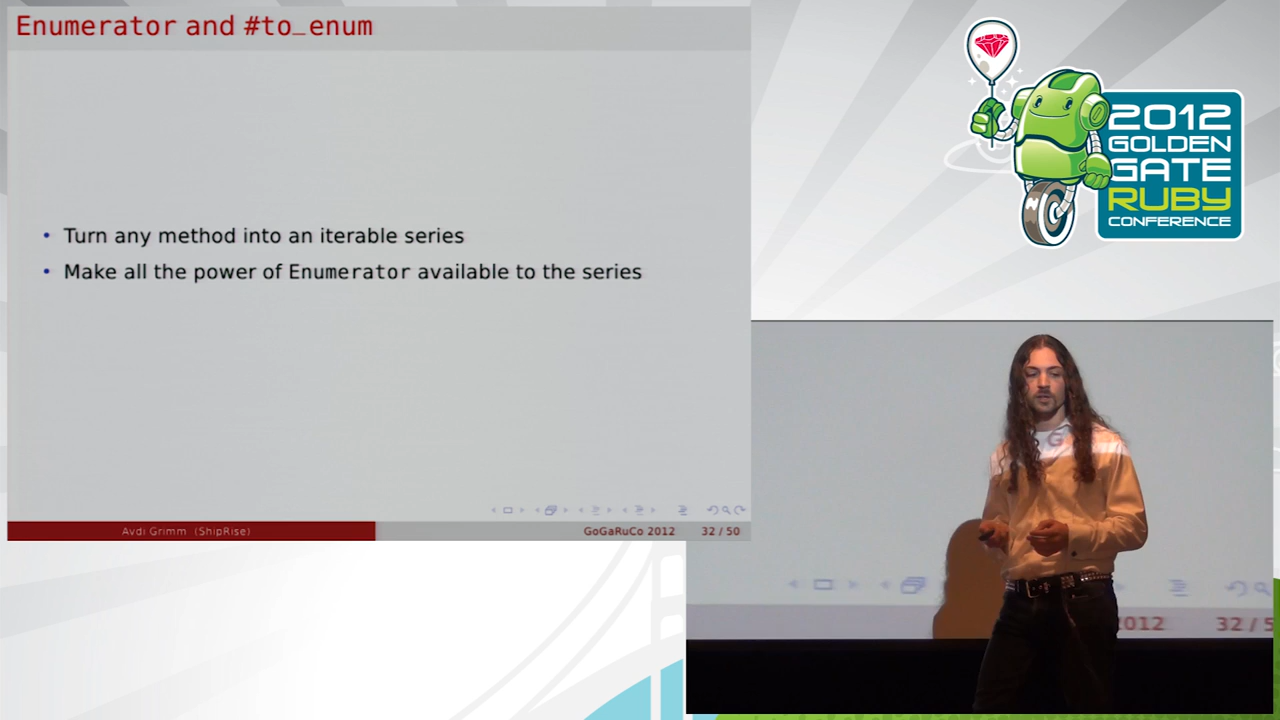 Enumerator and #to_enum
• Turn any method into an iterable series
• Make all the power of Enumerator available to the series
Avdi Grimm (ShipRise)
GoGaRuCo 2012 32 / 50
2012
GOLDEN
GATE
RUBY
CONFERENCE
G
2012 32 / 5